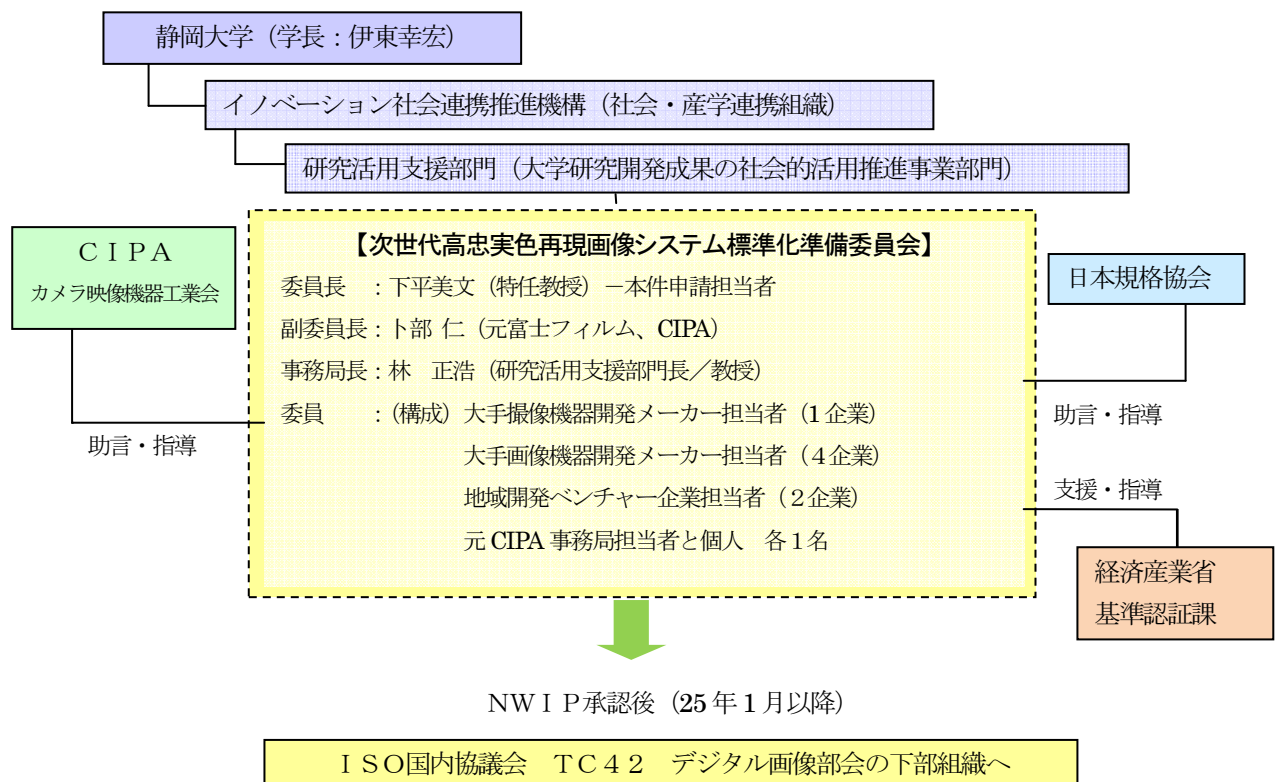 静岡大学（学長：伊東幸宏）
イノベーション社会連携推進機構（社会・産学連携組織）
研究活用支援部門（大学研究開発成果の社会的活用推進事業部門）
ＣＩＰＡ
カメラ映像機器工業会
助言・指導
【次世代高忠実色再現画像システム標準化準備委員会】
委員長　：下平美文（特任教授）－本件申請担当者
副委員長：卜部 仁（元富士フィルム、CIPA）
事務局長：林　正浩（研究活用支援部門長／教授）
委員　　：（構成）大手撮像機器開発メーカー担当者（1企業）
大手画像機器開発メーカー担当者（４企業）
地域開発ベンチャー企業担当者（２企業）
元 CIPA 事務局担当者と個人　各１名
日本規格協会
助言・指導
支援・指導
経済産業省
基準認証課
ＮＷＩＰ承認後（25 年 1 月以降）
ＩＳＯ国内協議会　ＴＣ４２　デジタル画像部会の下部組織へ